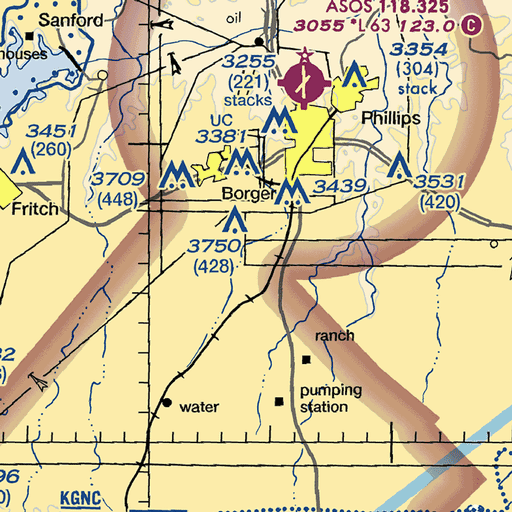 ASOS 118.325
3055 *L63 123.0 C
Sanford
oil
houses
3255
(221)
stacks
3354
(304)
stack
UC
3381
Phillips
3451
(260)
3709
(448)
Borger
3439
3531
(420)
Fritch
3750
(428)
ranch
pumping
station
water
KGNC